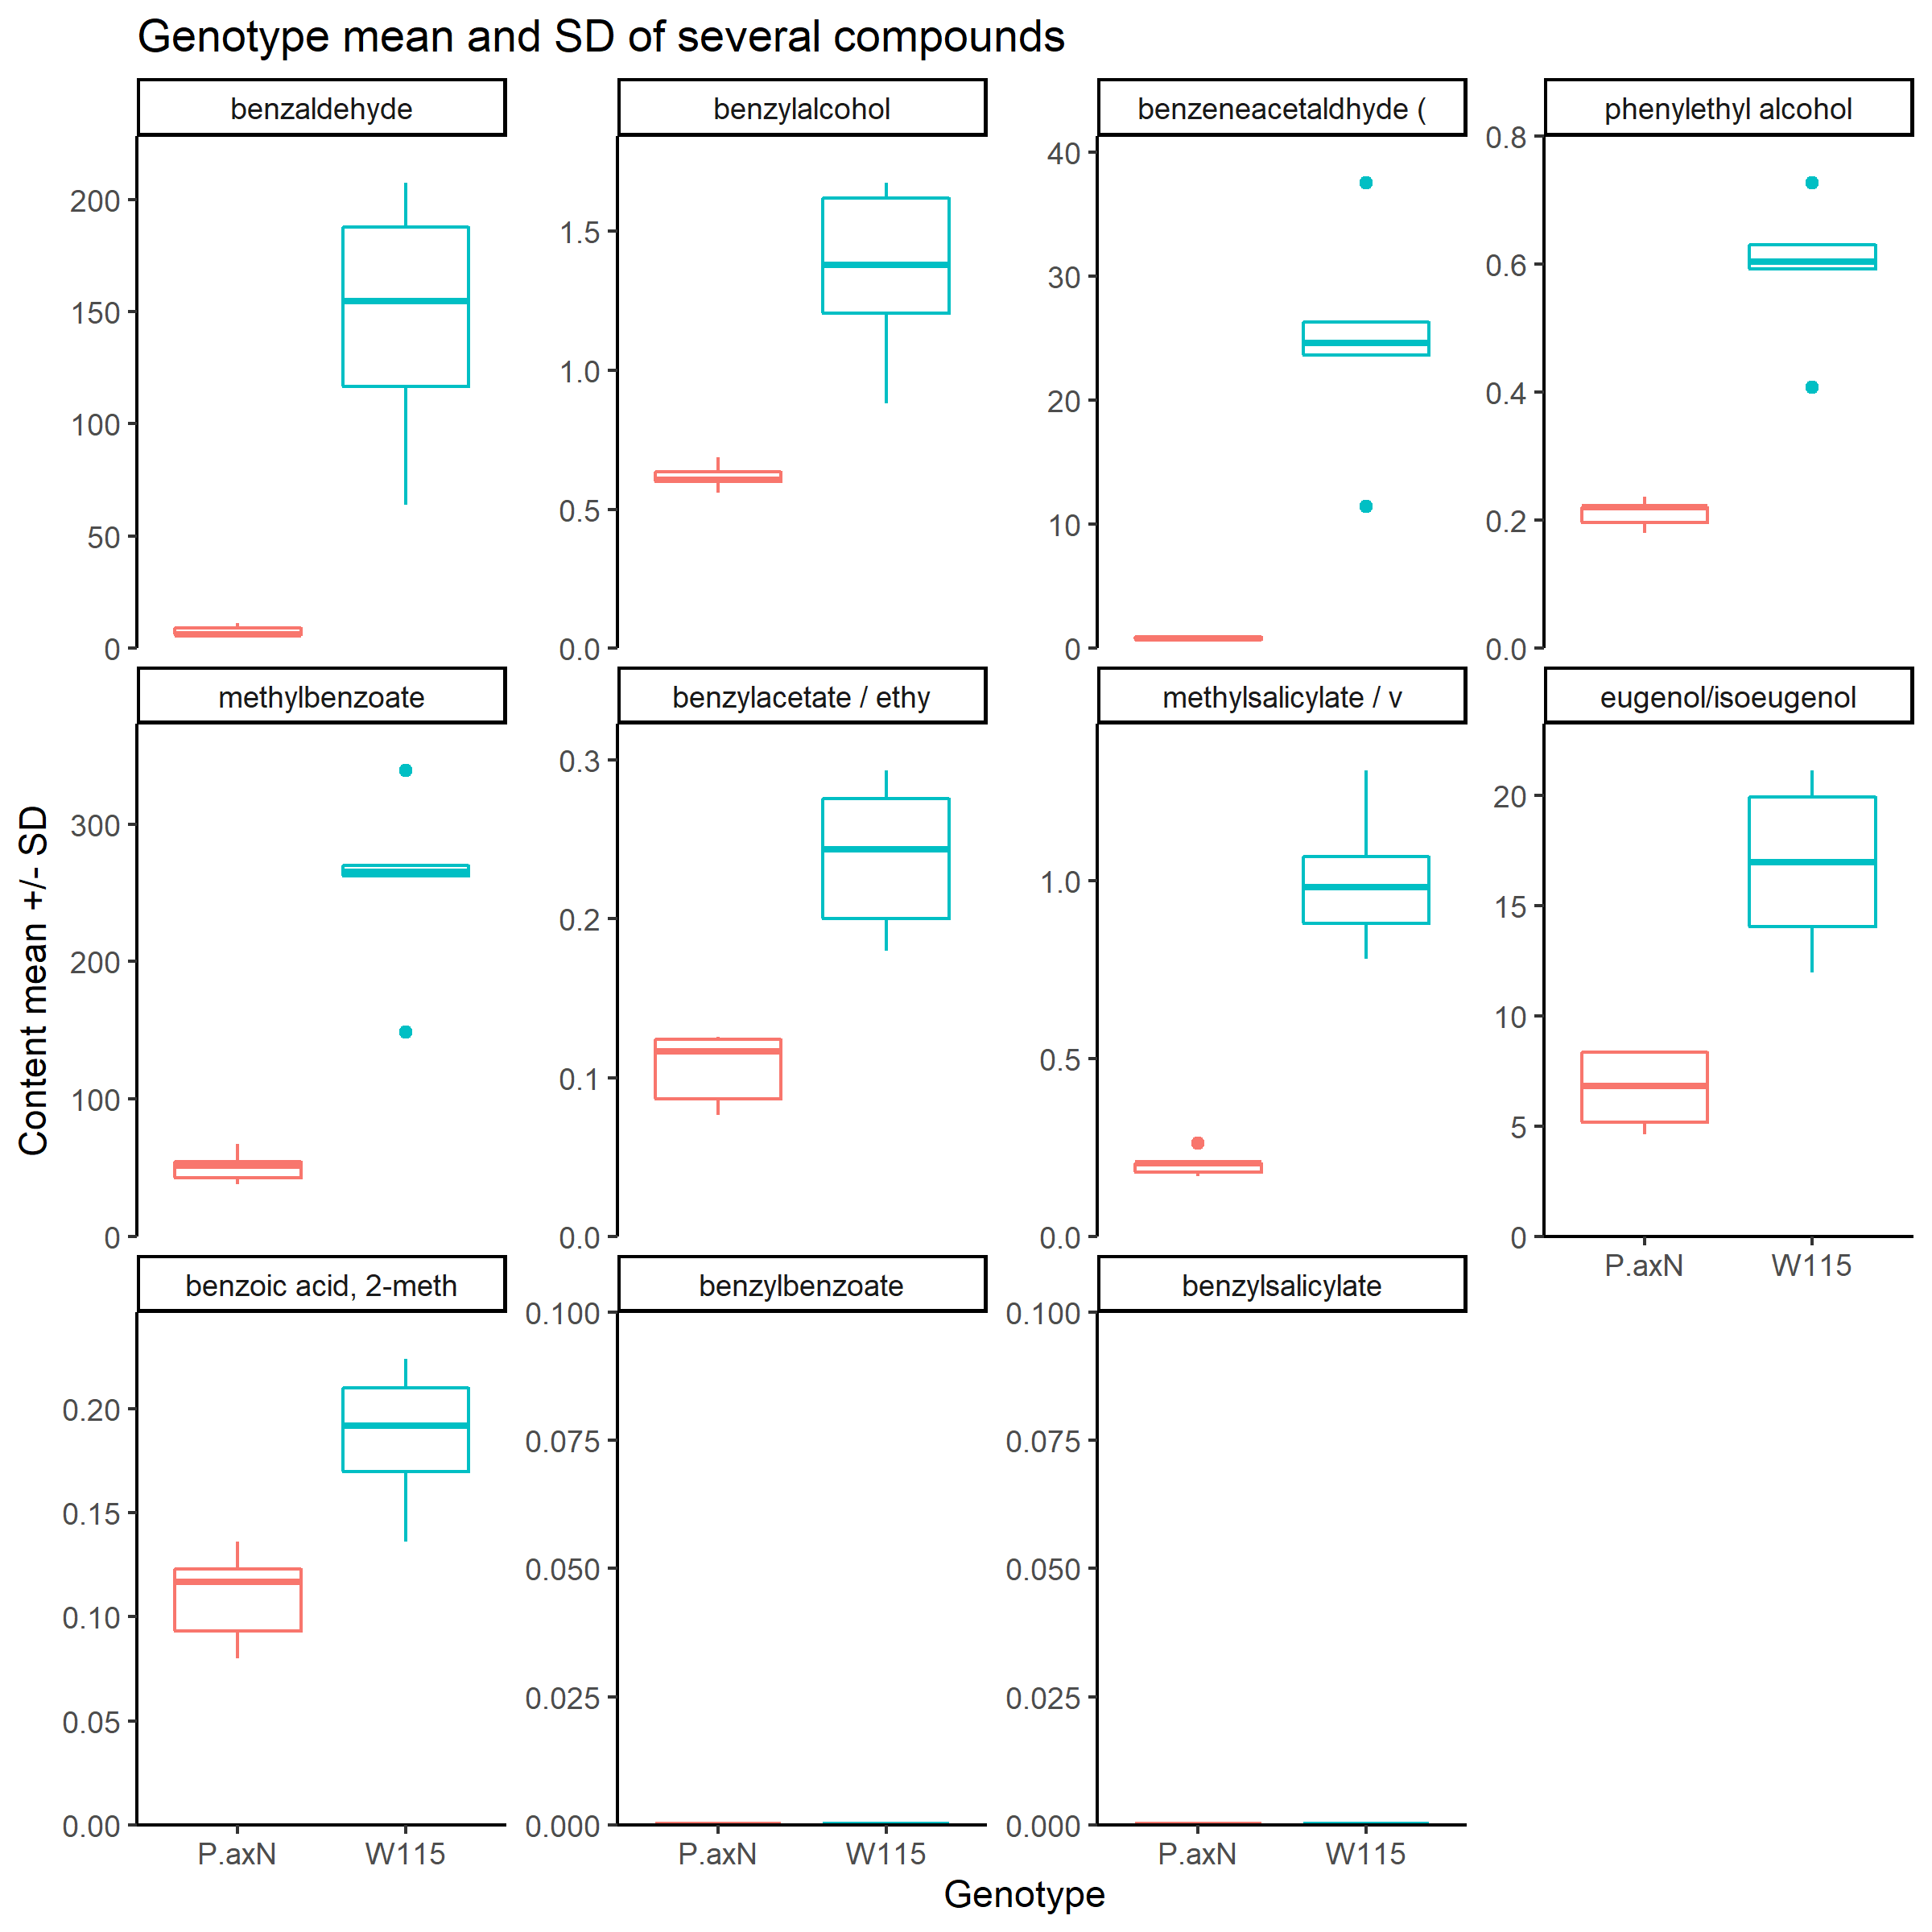 Genotype mean and SD of several compounds
benzaldehyde
benzylalcohol
benzeneacetaldhyde (
phenylethyl alcohol
200
150
100
50
0
1.5
1.0
0.5
0.0
40
30
20
10
0
0.8
0.6
0.4
0.2
0.0
methylbenzoate
benzylacetate / ethy
methylsalicylate / v
eugenol/isoeugenol
300
200
100
0
0.3
0.2
0.1
0.0
1.0
0.5
0.0
20
15
10
5
0
P.axN W115
Content mean +/- SD
benzoic acid, 2-meth
benzylbenzoate
benzylsalicylate
0.20
0.15
0.10
0.05
0.00
0.100
0.075
0.050
0.025
0.000
0.100
0.075
0.050
0.025
0.000
P.axN W115
P.axN W115
P.axN W115
Genotype